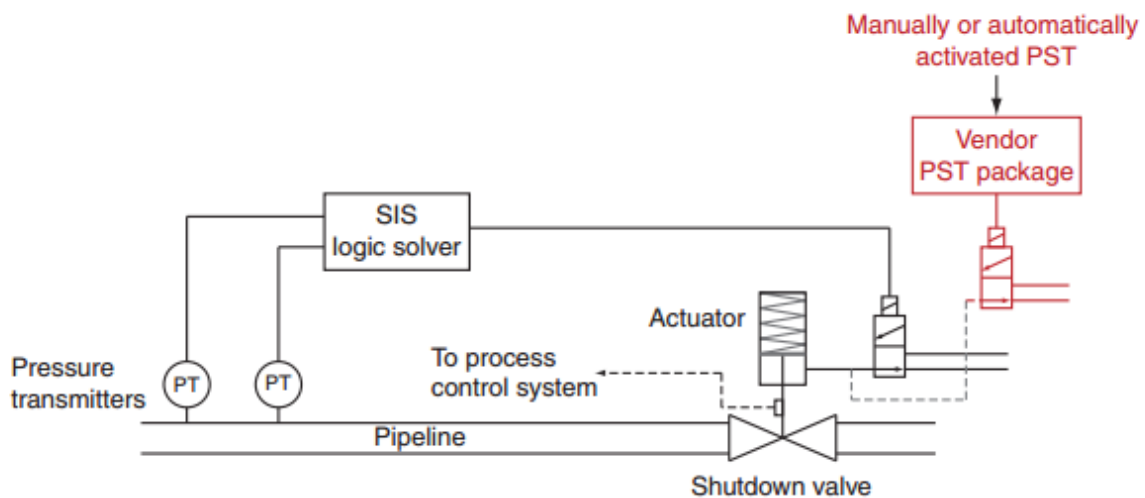 Manually or automatically
activated PST
Vendor
PST package
SIS
logic solver
Actuator
To process
control system
Pressure
transmitters
PT
PT
Pipeline
Shutdown valve